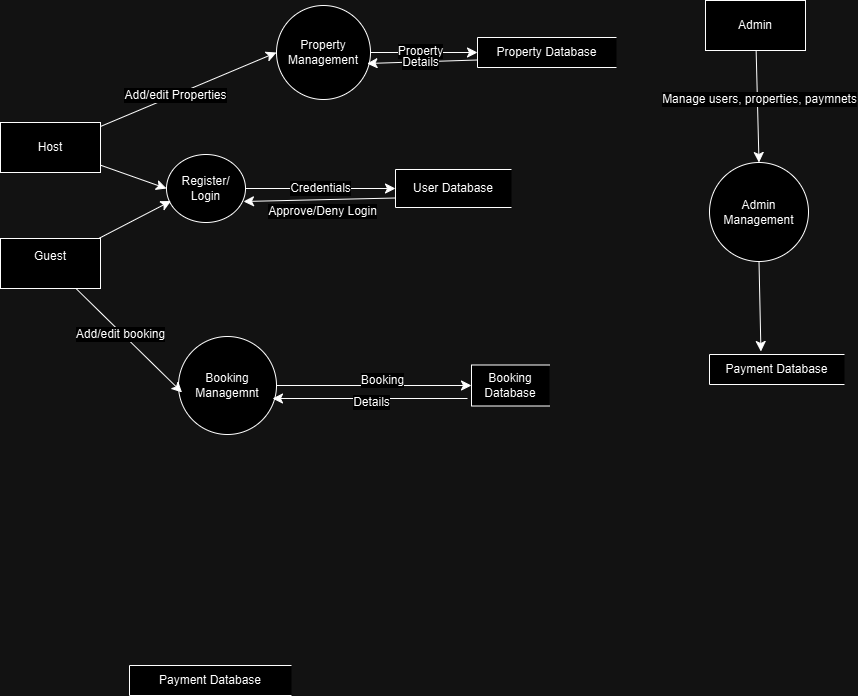 Admin
Property
Management
Property
Details
Property Database
Add/edit Properties
Manage users, properties, paymnets
Host
Register/
Login
Credentials
Approve/Deny Login
User Database
Admin
Management
Guest
Add/edit booking
Booking
Managemnt
Booking
Details
Booking
Database
Payment Database
Payment Database